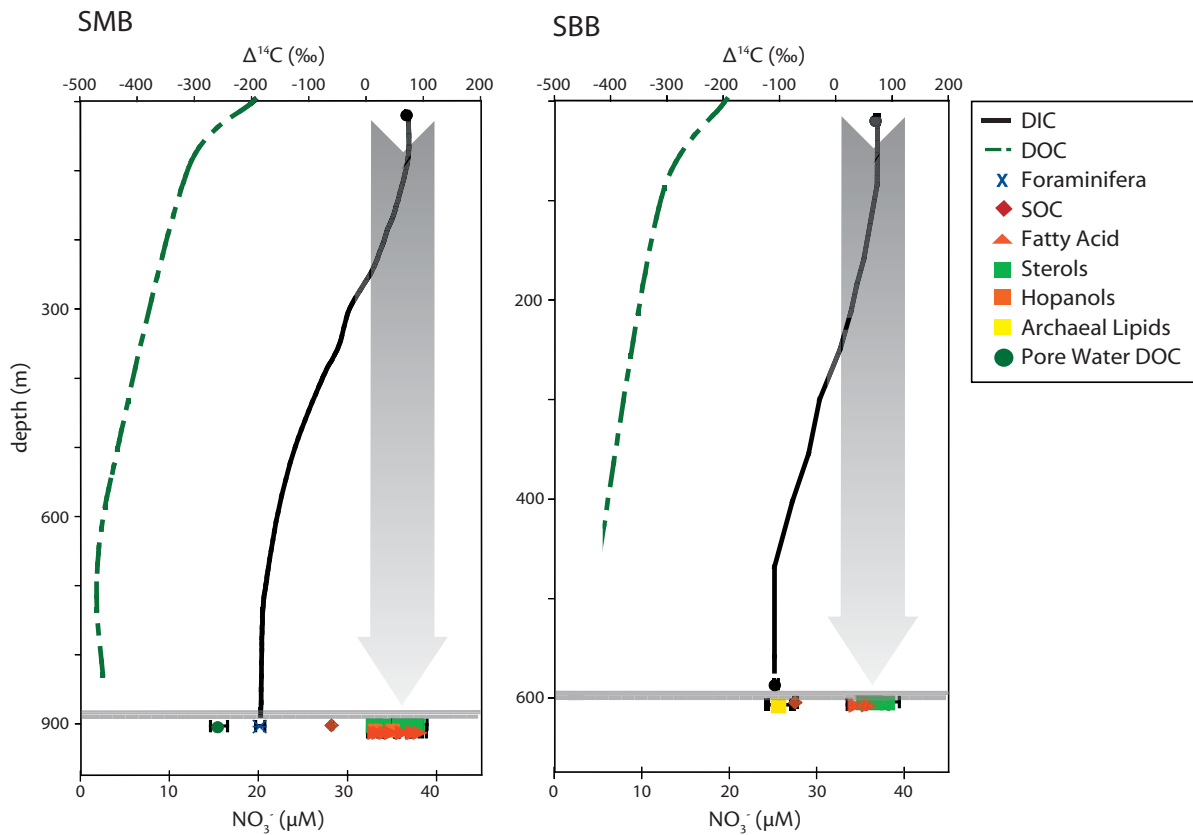 SMB
Δ¹⁴C (‰)
-500 -400 -300 -200 -100 0 100 200
300
600
900
depth (m)
0 10 20 30 40
NO₃⁻ (µM)
SBB
Δ¹⁴C (‰)
-500 -400 -300 -200 -100 0 100 200
200
400
600
0 10 20 30 40 50
NO₃⁻ (µM)
DIC
DOC
Foraminifera
SOC
Fatty Acid
Sterols
Hopanols
Archaeal Lipids
Pore Water DOC